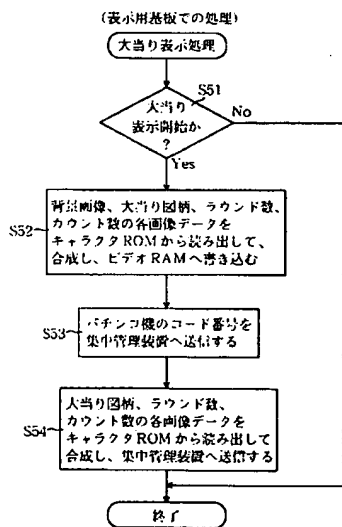 (表示用基板での処理)
大当り表示処理
S51
大当り
表示開始か
?
No
Yes
S52
背景画像、大当り図柄、ラウンド数、
カウント数の各画像データを
キャラクタROMから読み出して、
合成し、ビデオRAMへ書き込む
S53
パチンコ機のコード番号を
集中管理装置へ送信する
S54
大当り図柄、ラウンド数、
カウント数の各画像データを
キャラクタROMから読み出して
合成し、集中管理装置へ送信する
終了